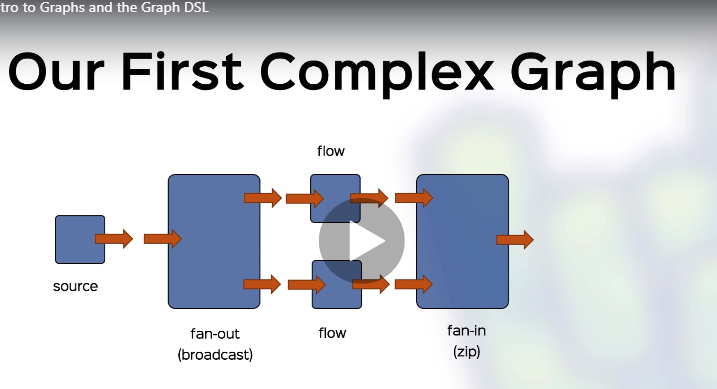 tro to Graphs and the Graph DSL
Our First Complex Graph
flow
source
fan-out
(broadcast)
flow
fan-in
(zip)